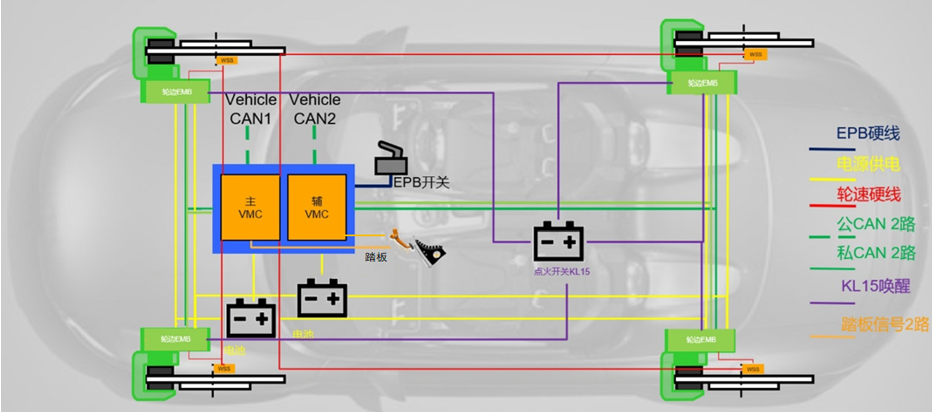 WSS
WSS
轮边EMB
轮边EMB
Vehicle
CAN1
Vehicle
CAN2
EPB开关
主
VMC
辅
VMC
踏板
点火开关KL15
电池
电池
轮边EMB
轮边EMB
WSS
WSS
EPB硬线
电源供电
轮速硬线
公CAN 2路
私CAN 2路
KL15唤醒
踏板信号2路